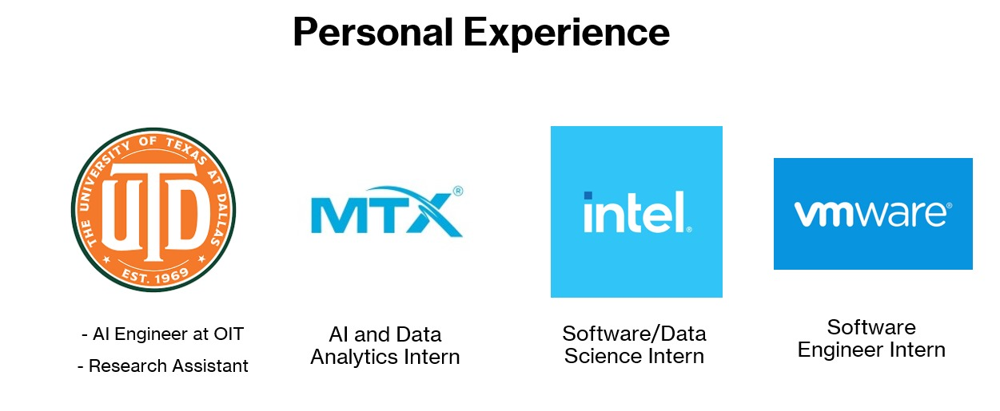 Personal Experience
THE UNIVERSITY OF TEXAS AT DALLAS
UTD
EST. 1969
- AI Engineer at OIT
- Research Assistant
MTX®
AI and Data
Analytics Intern
intel®
Software/Data
Science Intern
vmware®
Software
Engineer Intern